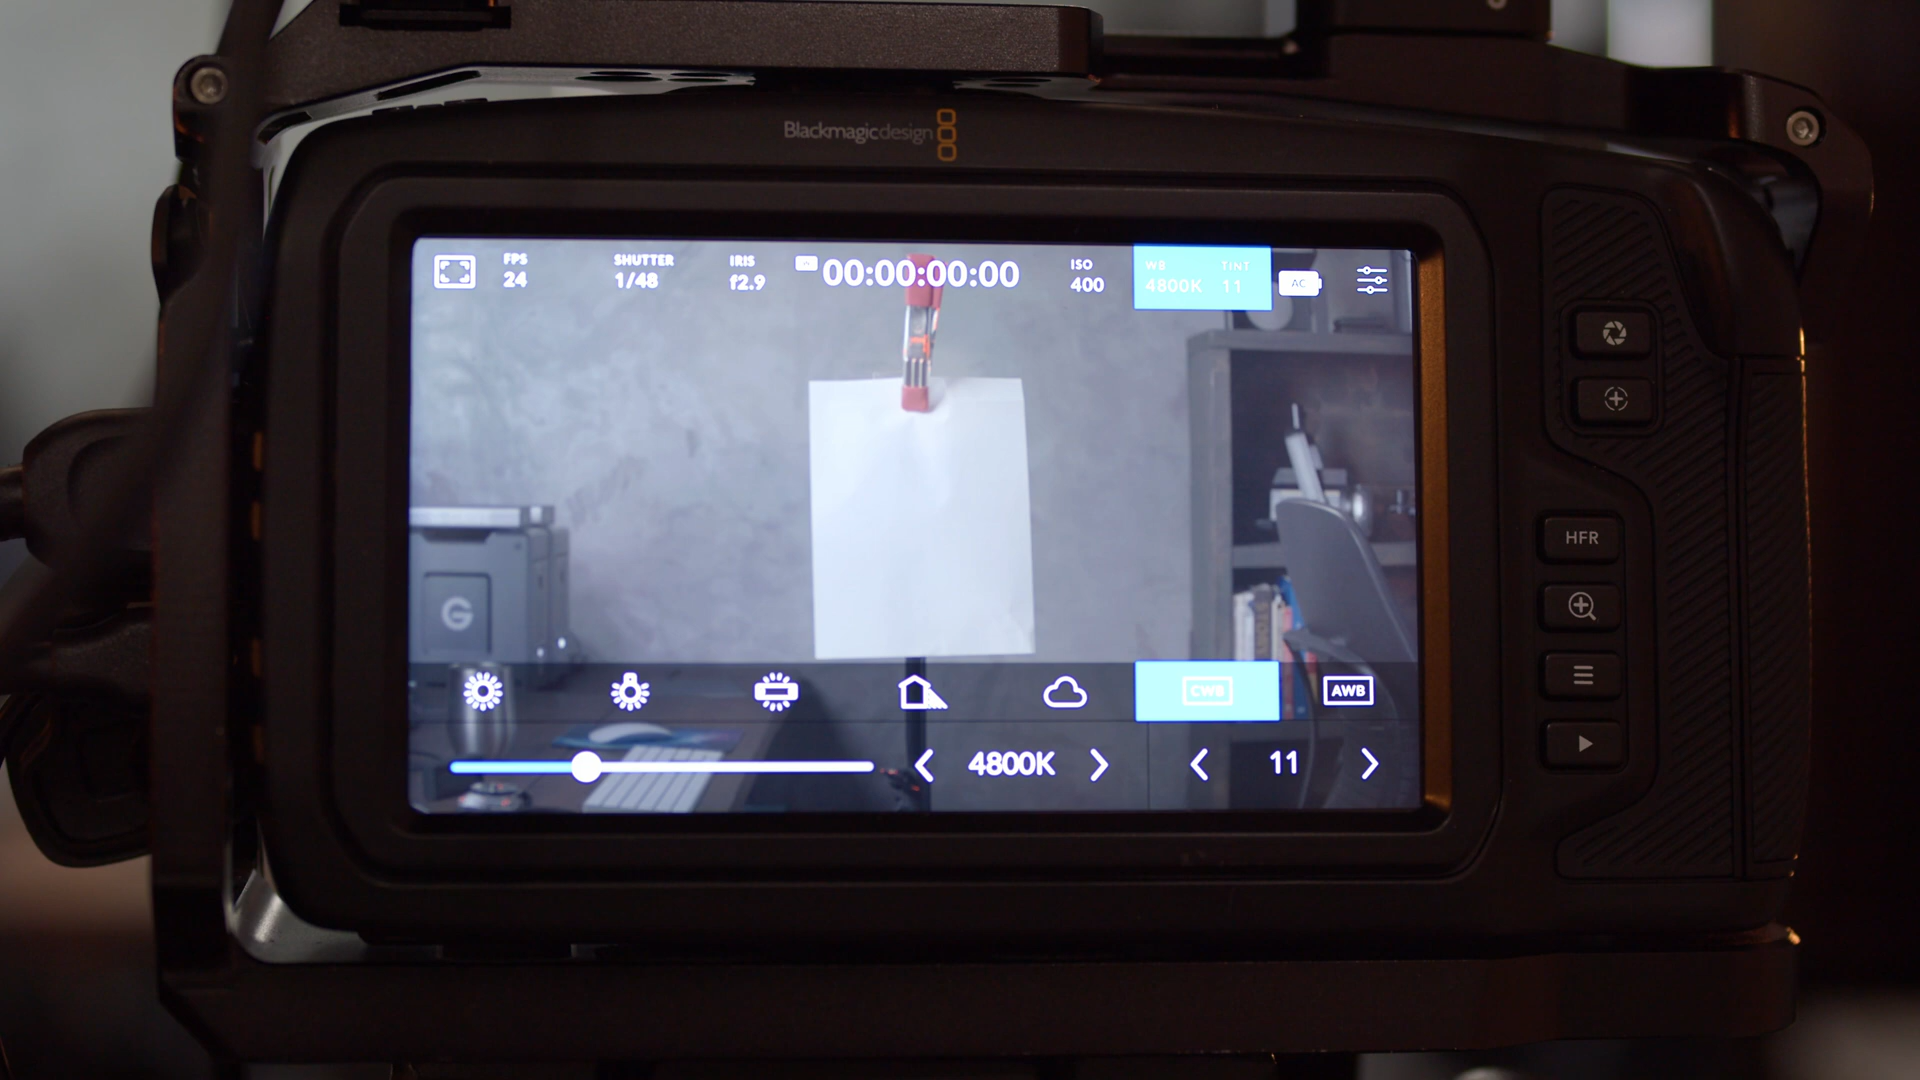 Blackmagicdesign
FPS
24
SHUTTER
1/48
IRIS
f2.9
00:00:00:00
ISO
400
WB
4800K
TINT
11
AC
HFR
G
CWB
AWB
4800K
11